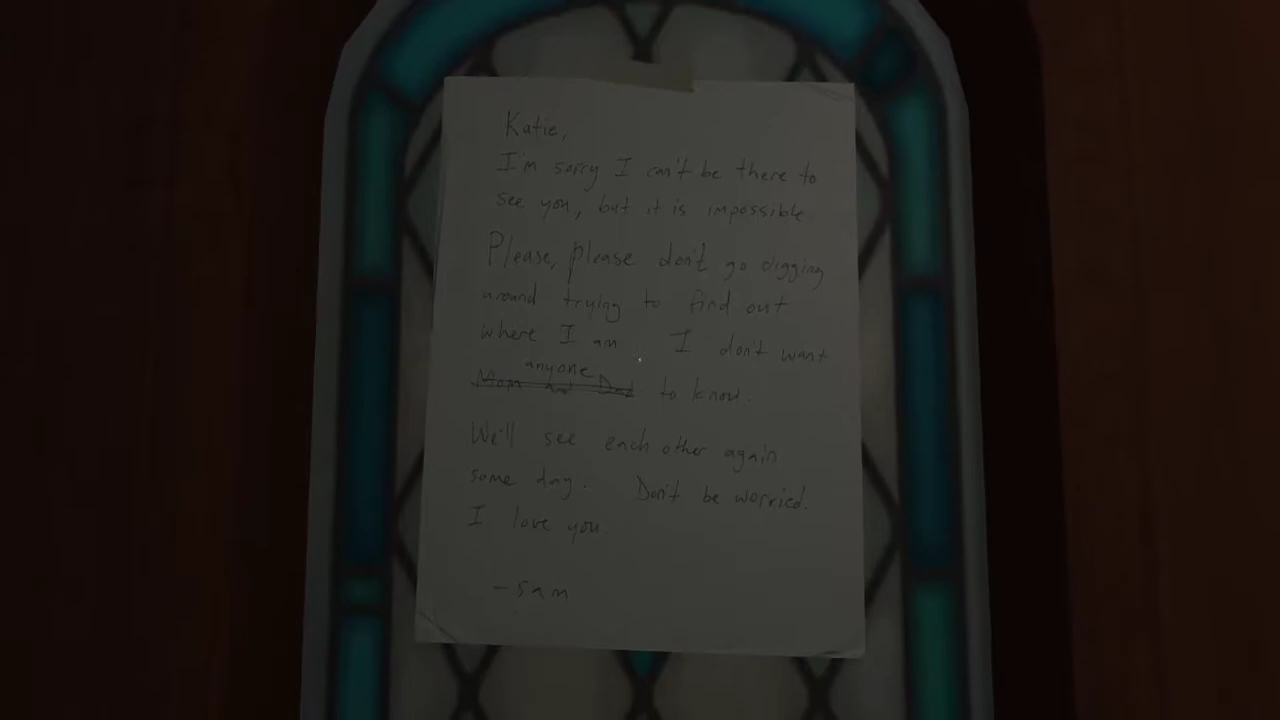 Katie,
I'm sorry I can't be there to
see you, but it is impossible.
Please, please don't go digging
around trying to find out
where I am. I don't want
anyone
Mom and Dad to know.
We'll see each other again
some day. Don't be worried.
I love you.
- Sam